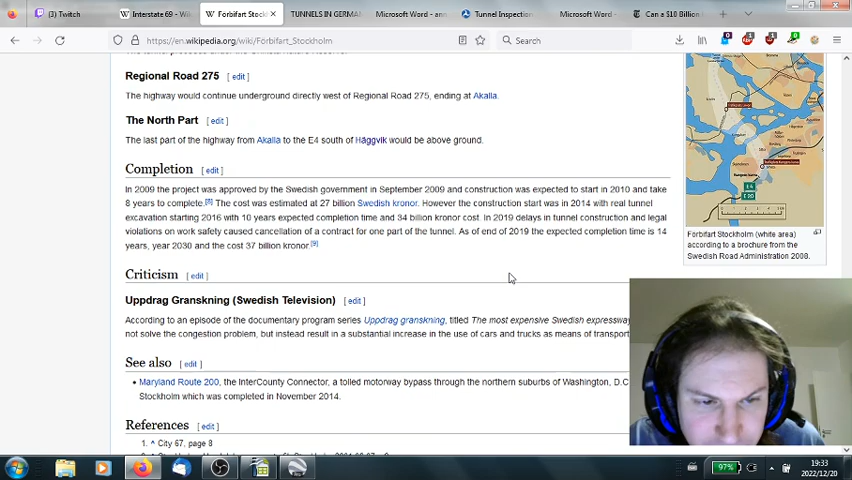 (3) Twitch
Interstate 69 - Wiki
Förbifart Stockh
TUNNELS IN GERMAN
Microsoft Word - ann
Tunnel Inspection
Microsoft Word -
Can a $10 Billion
https://en.wikipedia.org/wiki/Förbifart_Stockholm
Search
Regional Road 275 [edit]
The highway would continue underground directly west of Regional Road 275, ending at Akalla.
The North Part [edit]
The last part of the highway from Akalla to the E4 south of Häggvik would be above ground.
Completion [edit]
In 2009 the project was approved by the Swedish government in September 2009 and construction was expected to start in 2010 and take
8 years to complete.[8] The cost was estimated at 27 billion Swedish kronor. However the construction start was in 2014 with real tunnel
excavation starting 2016 with 10 years expected completion time and 34 billion kronor cost. In 2019 delays in tunnel construction and legal
violations on work safety caused cancellation of a contract for one part of the tunnel. As of end of 2019 the expected completion time is 14
years, year 2030 and the cost 37 billion kronor.[9]
E 4
E 20
Förbifart Stockholm (white area)
according to a brochure from the
Swedish Road Administration 2008.
Criticism [edit]
Uppdrag Granskning (Swedish Television) [edit]
According to an episode of the documentary program series Uppdrag granskning, titled The most expensive Swedish expressway
not solve the congestion problem, but instead result in a substantial increase in the use of cars and trucks as means of transport
See also [edit]
• Maryland Route 200, the InterCounty Connector, a tolled motorway bypass through the northern suburbs of Washington, D.C
Stockholm which was completed in November 2014.
References [edit]
1. ^ City 67, page 8
97%
19:33
2022/12/20